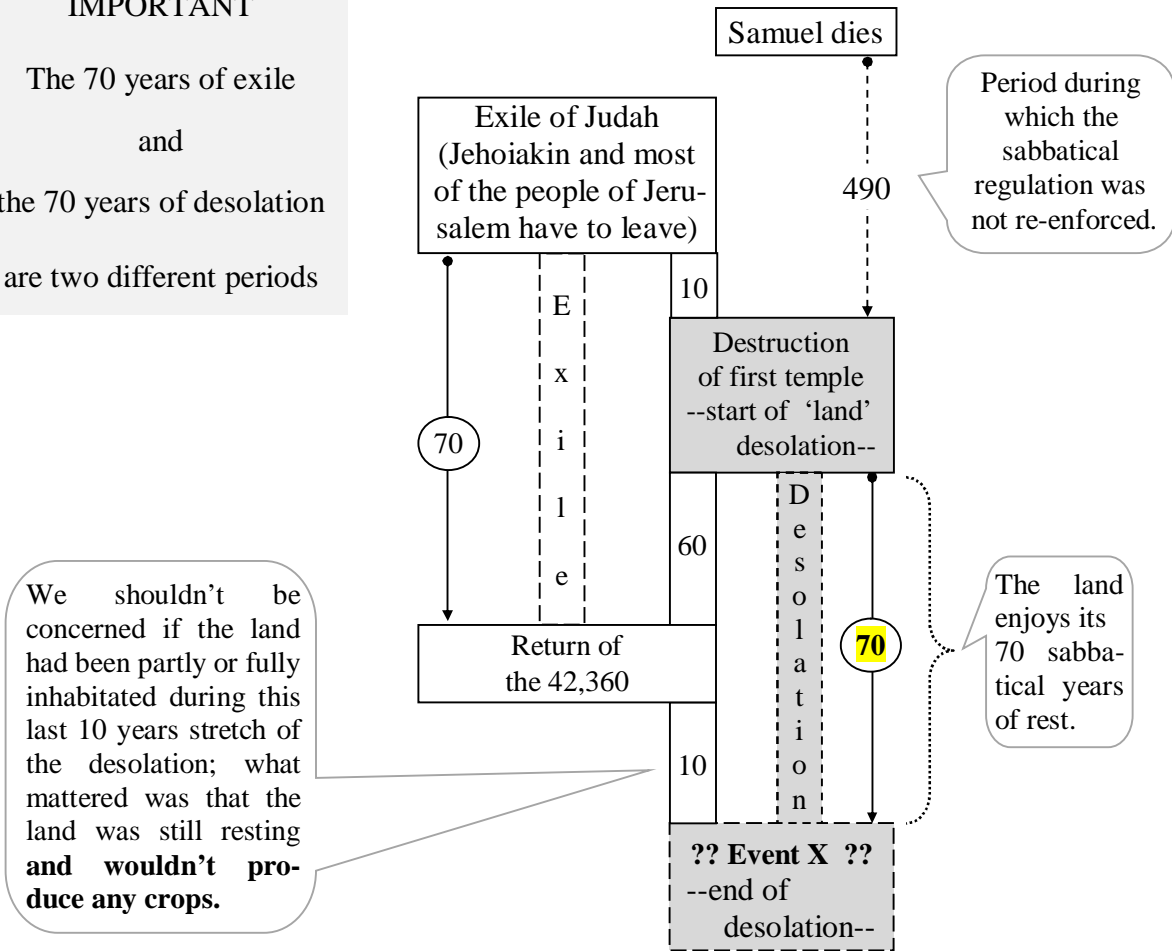 IMPORTANT
The 70 years of exile
and
the 70 years of desolation
are two different periods
Samuel dies
490
Period during
which the
sabbatical
regulation was
not re-enforced.
Exile of Judah
(Jehoiakin and most
of the people of Jeru-
salem have to leave)
10
70
E
x
i
l
e
Destruction
of first temple
--start of ‘land’
desolation--
60
D
e
s
o
l
a
t
i
o
n
70
The land
enjoys its
70 sabba-
tical years
of rest.
Return of
the 42,360
10
We shouldn’t be
concerned if the land
had been partly or fully
inhabitated during this
last 10 years stretch of
the desolation; what
mattered was that the
land was still resting
and wouldn’t pro-
duce any crops.
?? Event X ??
--end of
desolation--